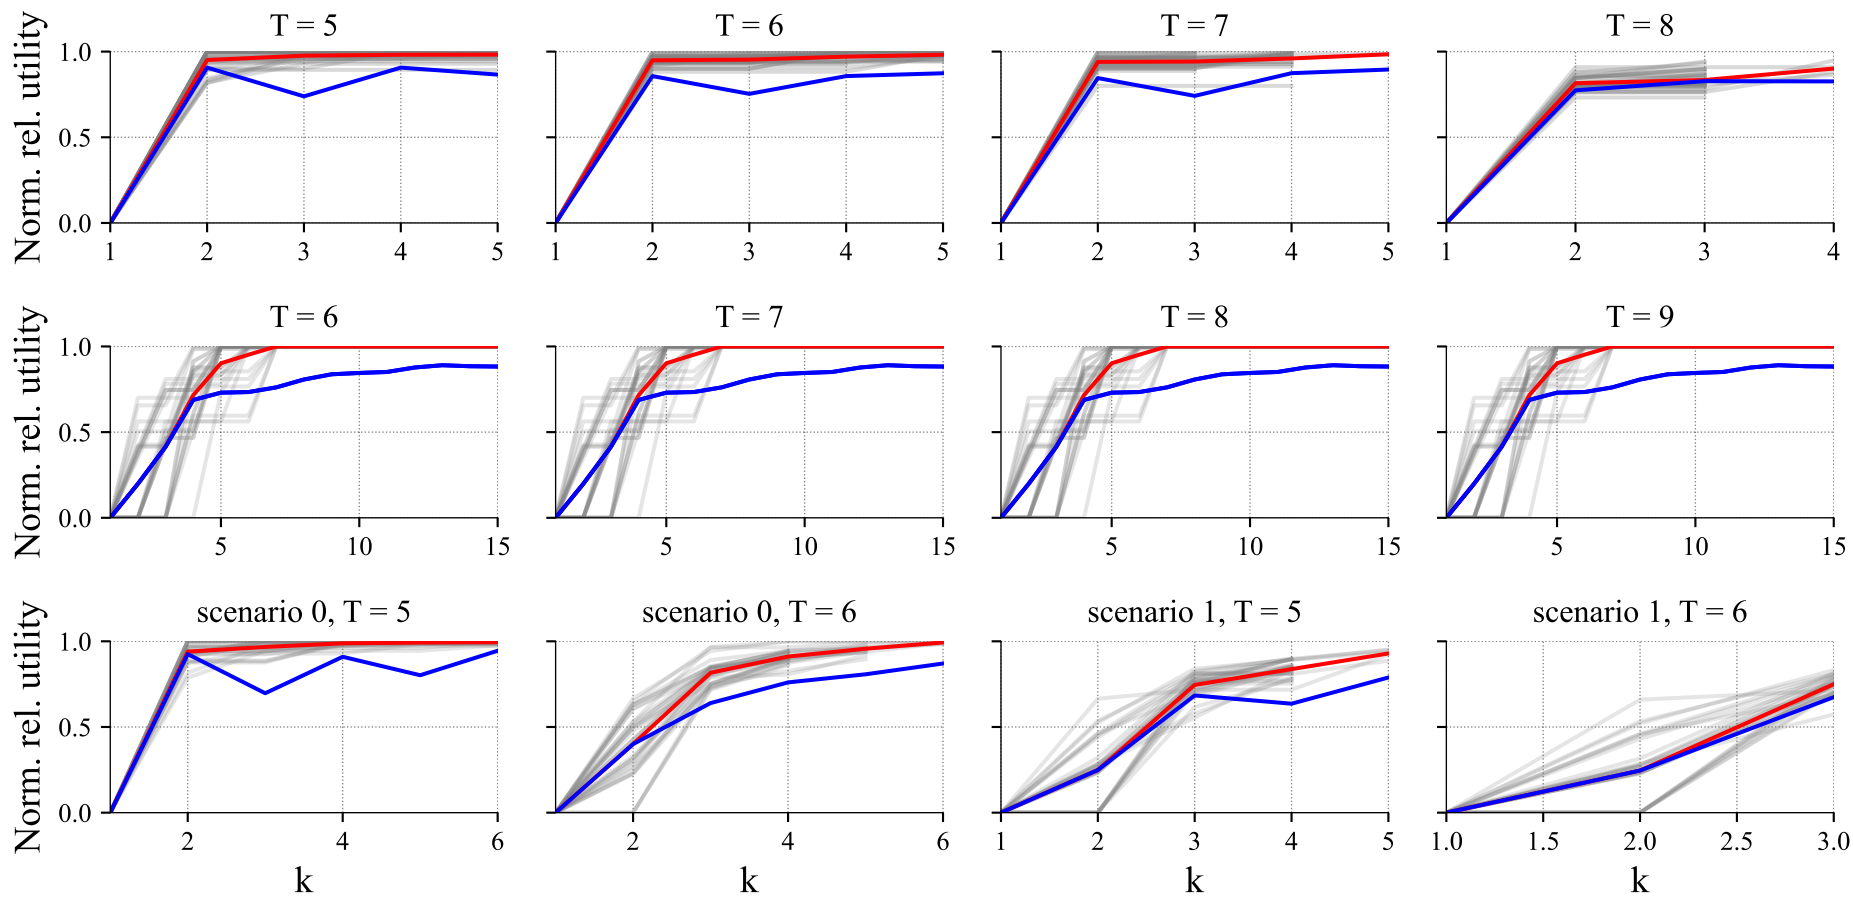 T = 5 T = 6 T = 7 T = 8
Norm. rel. utility
1.0
0.5
0.0
1 2 3 4 5 1 2 3 4 5 1 2 3 4 5 1 2 3 4
T = 6 T = 7 T = 8 T = 9
Norm. rel. utility
1.0
0.5
0.0
5 10 15 5 10 15 5 10 15 5 10 15
scenario 0, T = 5 scenario 0, T = 6 scenario 1, T = 5 scenario 1, T = 6
Norm. rel. utility
1.0
0.5
0.0
2 4 6 2 4 6 1 2 3 4 5 1.0 1.5 2.0 2.5 3.0
k k k k